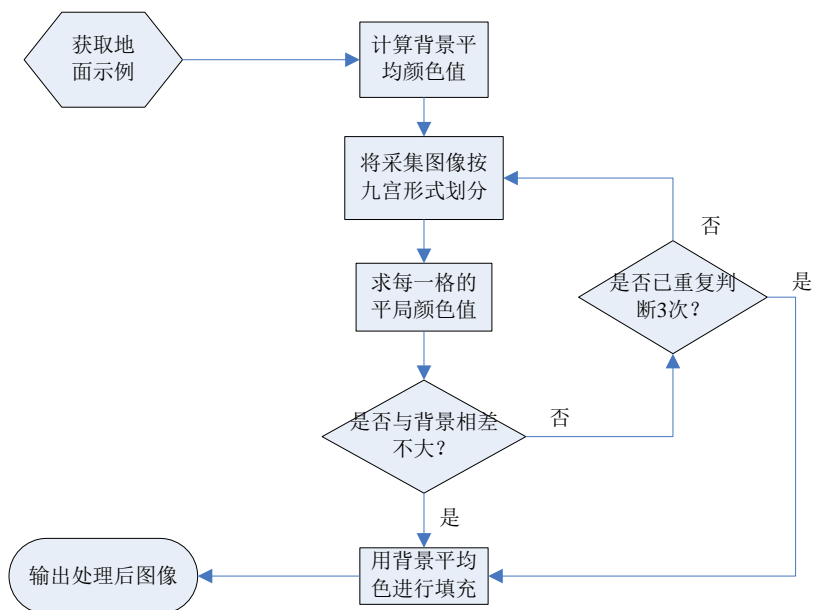 获取地
面示例
计算背景平
均颜色值
将采集图像按
九宫形式划分
否
求每一格的
平局颜色值
是否已重复判
断3次？
是
是否与背景相差
不大？
否
是
用背景平均
色进行填充
输出处理后图像